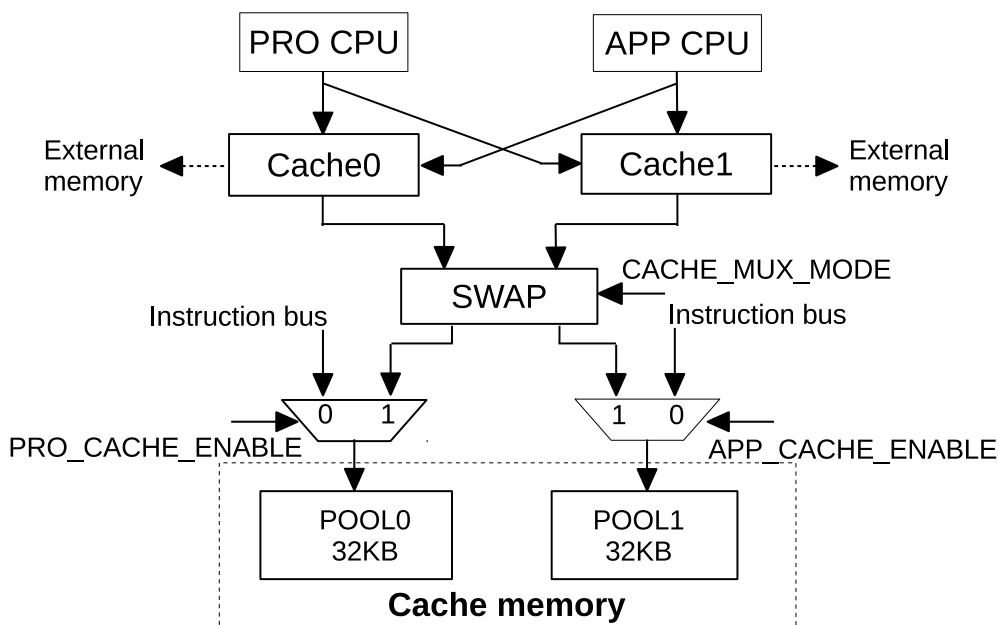 PRO CPU
APP CPU
External
memory
Cache0
Cache1
External
memory
SWAP
CACHE_MUX_MODE
Instruction bus
Instruction bus
0 1
1 0
PRO_CACHE_ENABLE
APP_CACHE_ENABLE
POOL0
32KB
POOL1
32KB
Cache memory